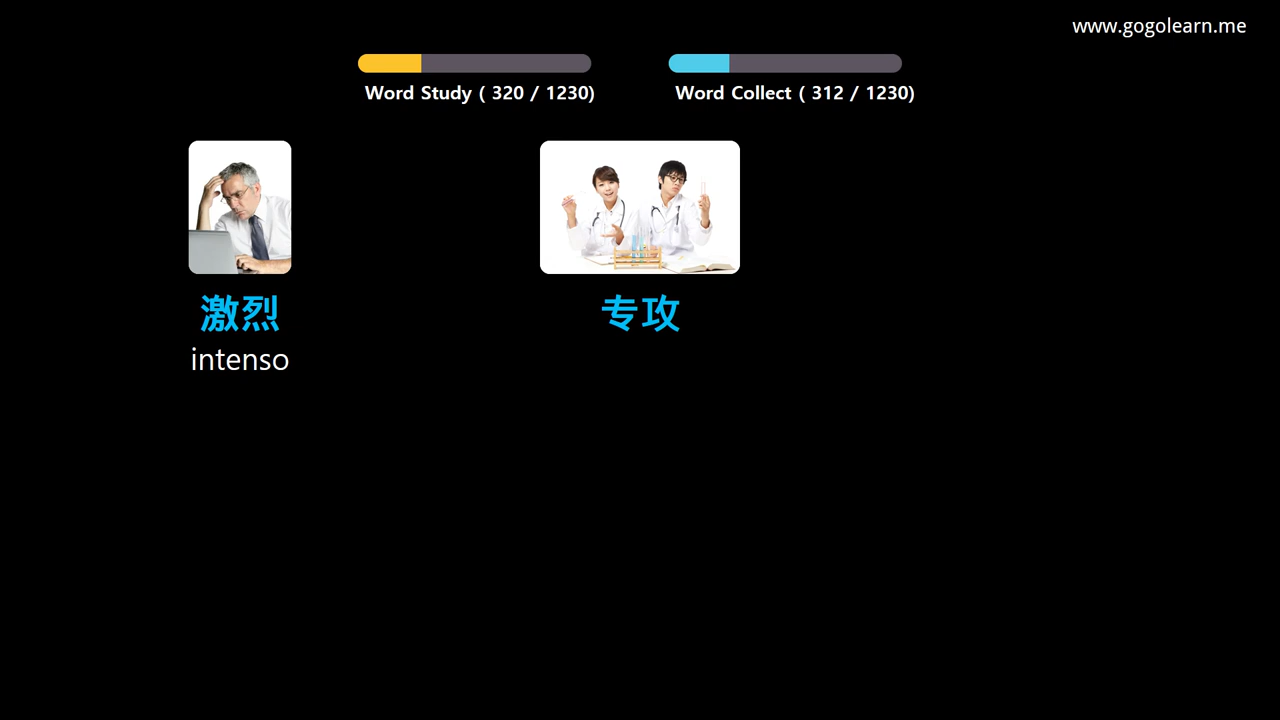 www.gogolearn.me
Word Study ( 320 / 1230)
Word Collect ( 312 / 1230)
激烈
专攻
intenso